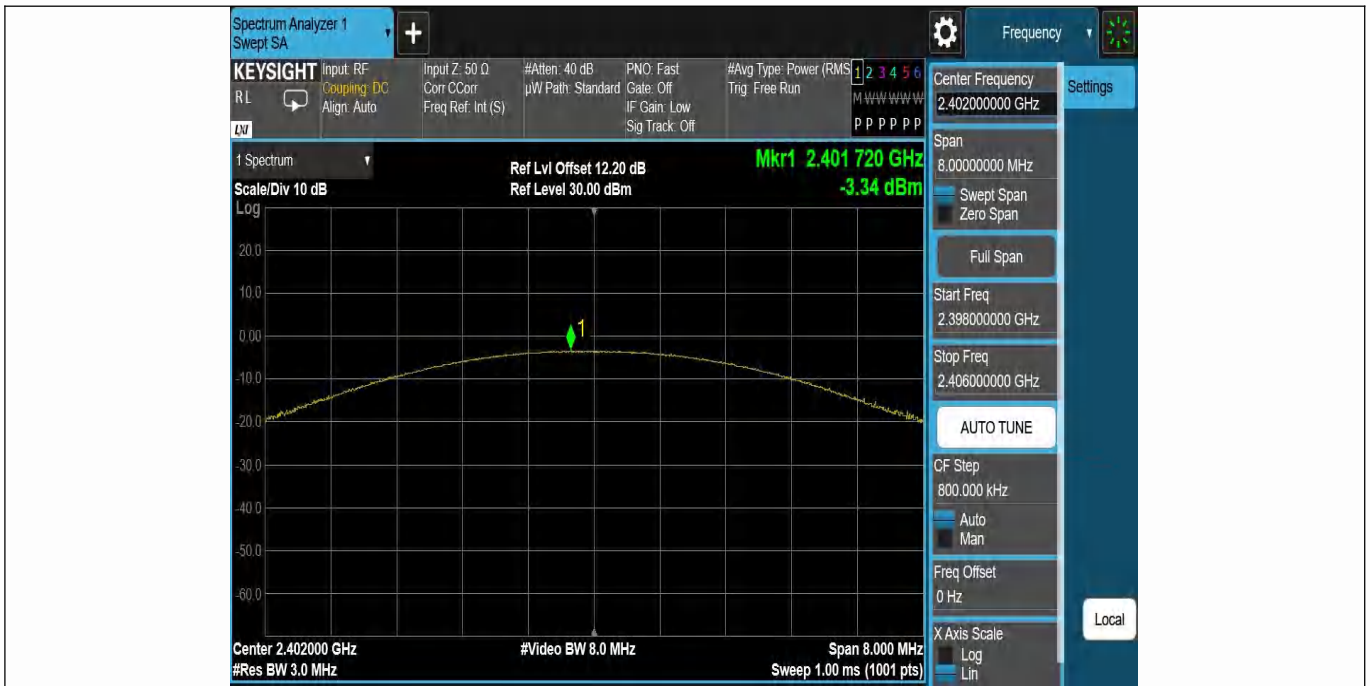 Spectrum Analyzer 1
Swept SA
+
Frequency
KEYSIGHT
RL
LXI
Input: RF
Coupling: DC
Align: Auto
Input Z: 50 Ω
Corr CCorr
Freq Ref: Int (S)
#Atten: 40 dB
µW Path: Standard
PNO: Fast
Gate: Off
IF Gain: Low
Sig Track: Off
#Avg Type: Power (RMS
Trig: Free Run
1 2 3 4 5 6
M W W W W W
P P P P P P
Center Frequency
2.402000000 GHz
Settings
Span
8.00000000 MHz
Swept Span
Zero Span
Full Span
Start Freq
2.398000000 GHz
Stop Freq
2.406000000 GHz
AUTO TUNE
CF Step
800.000 kHz
Auto
Man
Freq Offset
0 Hz
X Axis Scale
Log
Lin
Local
1 Spectrum
Scale/Div 10 dB
Ref Lvl Offset 12.20 dB
Ref Level 30.00 dBm
Mkr1 2.401 720 GHz
-3.34 dBm
Log
20.0
10.0
0.00
-10.0
-20.0
-30.0
-40.0
-50.0
-60.0
1
Center 2.402000 GHz
#Res BW 3.0 MHz
#Video BW 8.0 MHz
Span 8.000 MHz
Sweep 1.00 ms (1001 pts)